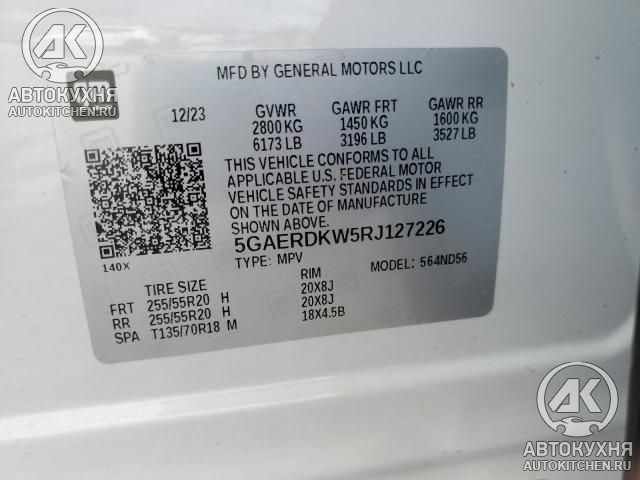 MFD BY GENERAL MOTORS LLC
12/23 GVWR GAWR FRT GAWR RR
2800 KG 1450 KG 1600 KG
6173 LB 3196 LB 3527 LB
THIS VEHICLE CONFORMS TO ALL
APPLICABLE U.S. FEDERAL MOTOR
VEHICLE SAFETY STANDARDS IN EFFECT
ON THE DATE OF MANUFACTURE
SHOWN ABOVE.
5GAERDKW5RJ127226
140X TYPE: MPV MODEL: 564ND56
TIRE SIZE RIM
FRT 255/55R20 H 20X8J
RR 255/55R20 H 20X8J
SPA T135/70R18 M 18X4.5B
AK
АВТОКУХНЯ
AUTOKITCHEN.RU
AK
АВТОКУХНЯ
AUTOKITCHEN.RU